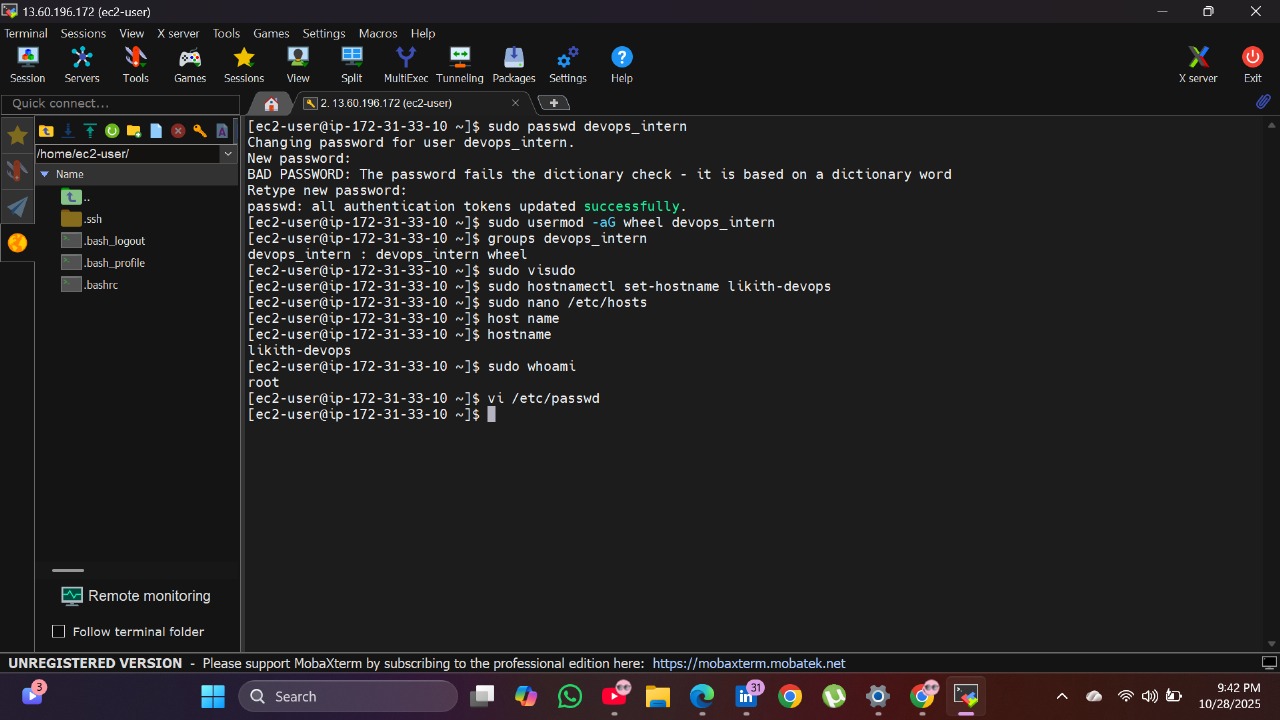 13.60.196.172 (ec2-user)
Terminal Sessions View X server Tools Games Settings Macros Help
Session Servers Tools Games Sessions View Split MultiExec Tunneling Packages Settings Help X server Exit
Quick connect...
2. 13.60.196.172 (ec2-user)
/home/ec2-user/
Name
..
.ssh
.bash_logout
.bash_profile
.bashrc
Remote monitoring
Follow terminal folder
[ec2-user@ip-172-31-33-10 ~]$ sudo passwd devops_intern
Changing password for user devops_intern.
New password:
BAD PASSWORD: The password fails the dictionary check - it is based on a dictionary word
Retype new password:
passwd: all authentication tokens updated successfully.
[ec2-user@ip-172-31-33-10 ~]$ sudo usermod -aG wheel devops_intern
[ec2-user@ip-172-31-33-10 ~]$ groups devops_intern
devops_intern : devops_intern wheel
[ec2-user@ip-172-31-33-10 ~]$ sudo visudo
[ec2-user@ip-172-31-33-10 ~]$ sudo hostnamectl set-hostname likith-devops
[ec2-user@ip-172-31-33-10 ~]$ sudo nano /etc/hosts
[ec2-user@ip-172-31-33-10 ~]$ host name
[ec2-user@ip-172-31-33-10 ~]$ hostname
likith-devops
[ec2-user@ip-172-31-33-10 ~]$ sudo whoami
root
[ec2-user@ip-172-31-33-10 ~]$ vi /etc/passwd
[ec2-user@ip-172-31-33-10 ~]$
UNREGISTERED VERSION - Please support MobaXterm by subscribing to the professional edition here: https://mobaxterm.mobatek.net
3
Search
31
9:42 PM
10/28/2025